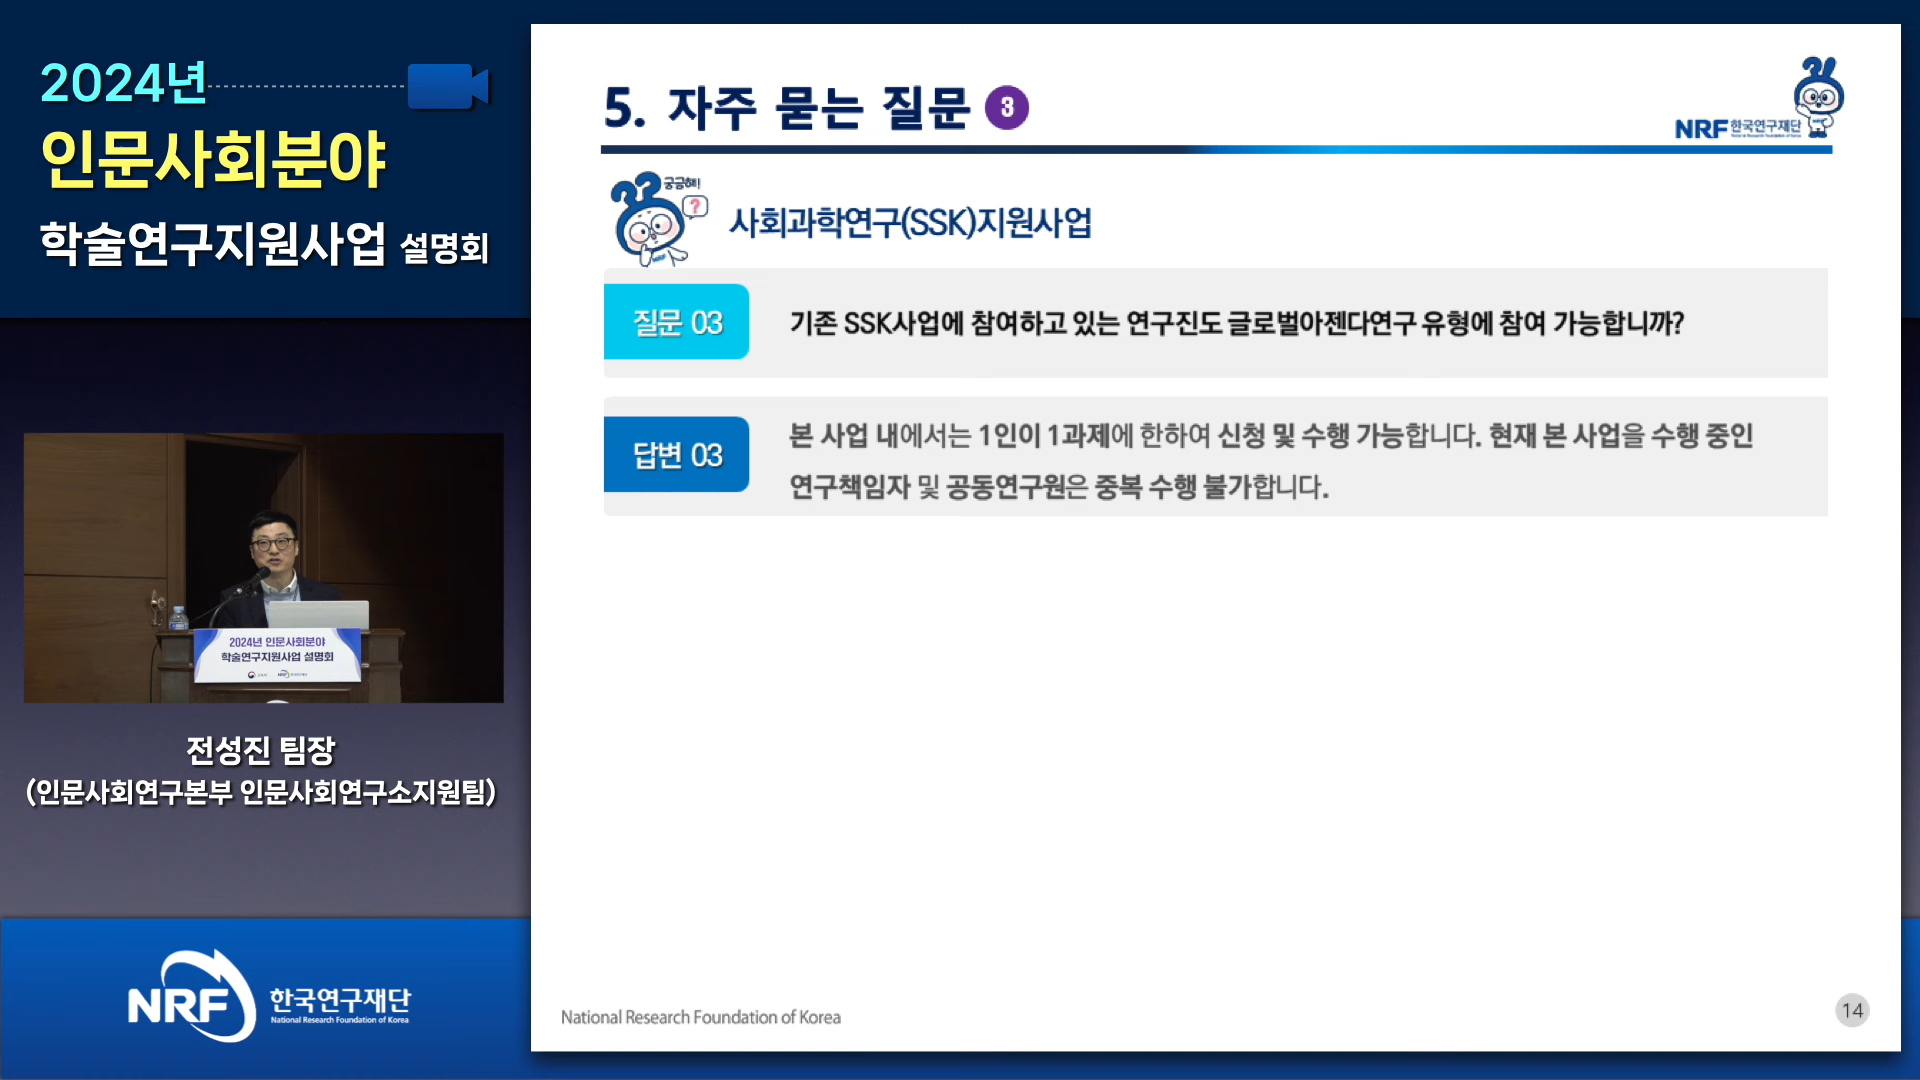 2024년
인문사회분야
학술연구지원사업 설명회
2024년 인문사회분야
학술연구지원사업 설명회
전성진 팀장
(인문사회연구본부 인문사회연구소지원팀)
NRF 한국연구재단
National Research Foundation of Korea
5. 자주 묻는 질문 3
NRF 한국연구재단
National Research Foundation of Korea
궁금해!
?
사회과학연구(SSK)지원사업
질문 03
기존 SSK사업에 참여하고 있는 연구진도 글로벌아젠다연구 유형에 참여 가능합니까?
답변 03
본 사업 내에서는 1인이 1과제에 한하여 신청 및 수행 가능합니다. 현재 본 사업을 수행 중인
연구책임자 및 공동연구원은 중복 수행 불가합니다.
National Research Foundation of Korea
14